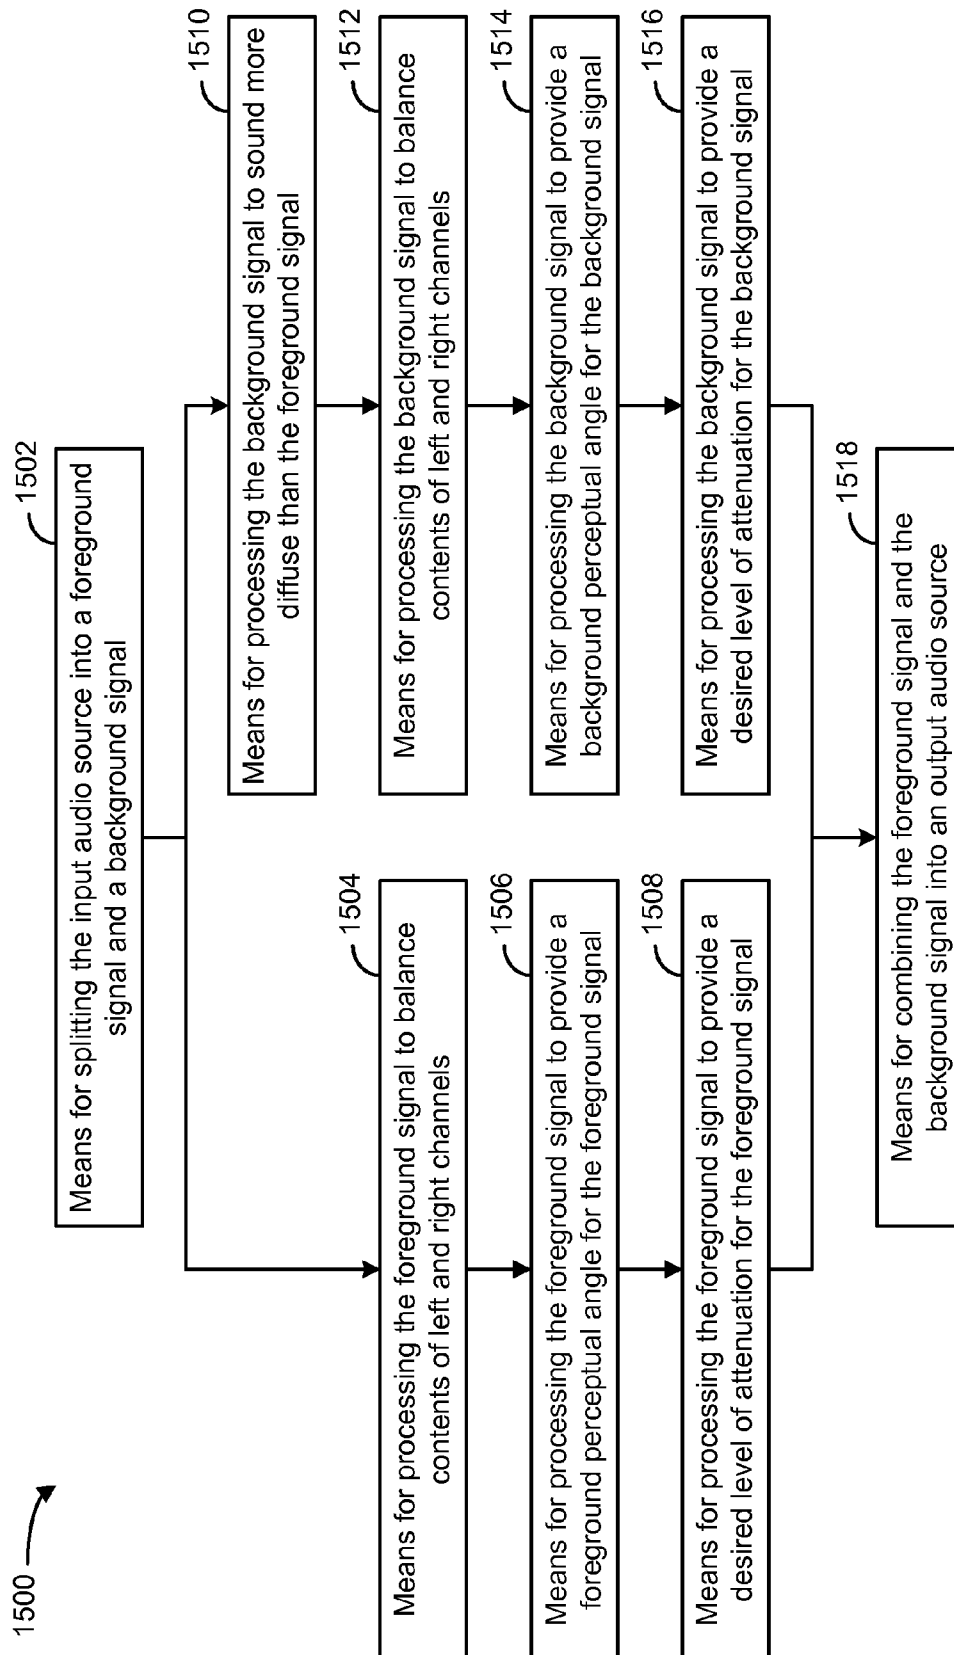 1500
1502
Means for splitting the input audio source into a foreground
signal and a background signal
1504
Means for processing the foreground signal to balance
contents of left and right channels
1506
Means for processing the foreground signal to provide a
foreground perceptual angle for the foreground signal
1508
Means for processing the foreground signal to provide a
desired level of attenuation for the foreground signal
1510
Means for processing the background signal to sound more
diffuse than the foreground signal
1512
Means for processing the background signal to balance
contents of left and right channels
1514
Means for processing the background signal to provide a
background perceptual angle for the background signal
1516
Means for processing the background signal to provide a
desired level of attenuation for the background signal
1518
Means for combining the foreground signal and the
background signal into an output audio source